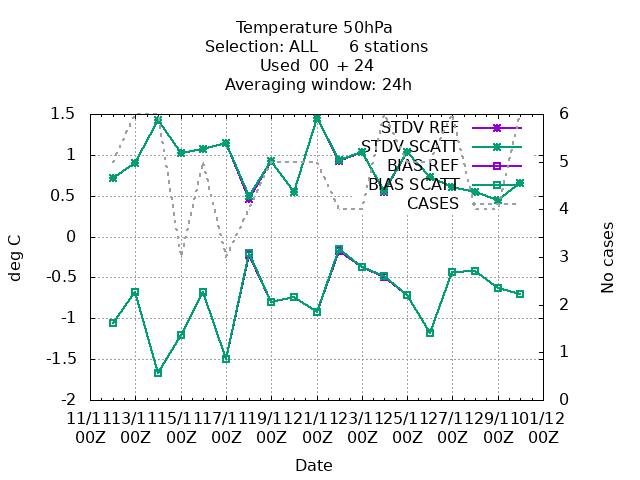 Temperature 50hPa
Selection: ALL      6 stations
Used  00  + 24
Averaging window: 24h
1.5
1
0.5
0
-0.5
-1
-1.5
-2
deg C
6
5
4
3
2
1
0
No cases
STDV REF
STDV SCATT
BIAS REF
BIAS SCATT
CASES
11/11 13/11 15/11 17/11 19/11 21/11 23/11 25/11 27/11 29/11 01/12
00Z 00Z 00Z 00Z 00Z 00Z 00Z 00Z 00Z 00Z 00Z
Date